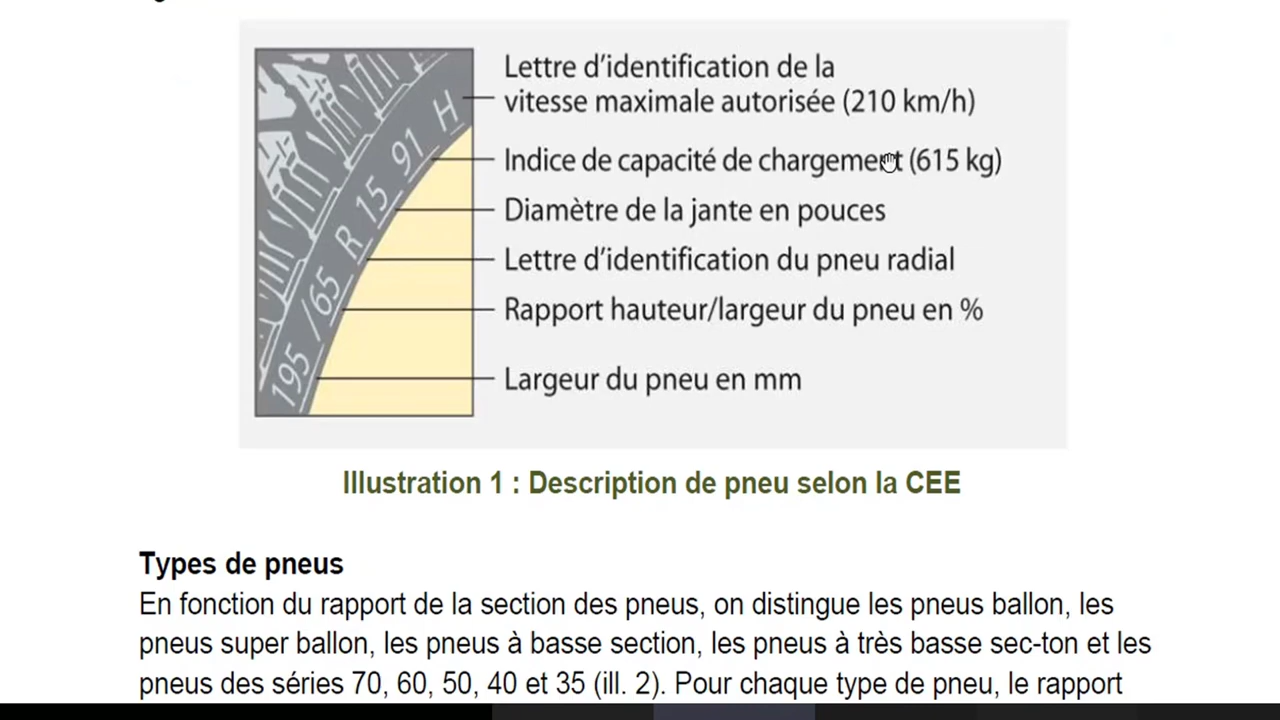 Lettre d'identification de la
vitesse maximale autorisée (210 km/h)
Indice de capacité de chargement (615 kg)
Diamètre de la jante en pouces
Lettre d'identification du pneu radial
Rapport hauteur/largeur du pneu en %
Largeur du pneu en mm
195 /65 R 15 91 H
Illustration 1 : Description de pneu selon la CEE
Types de pneus
En fonction du rapport de la section des pneus, on distingue les pneus ballon, les
pneus super ballon, les pneus à basse section, les pneus à très basse sec-ton et les
pneus des séries 70, 60, 50, 40 et 35 (ill. 2). Pour chaque type de pneu, le rapport